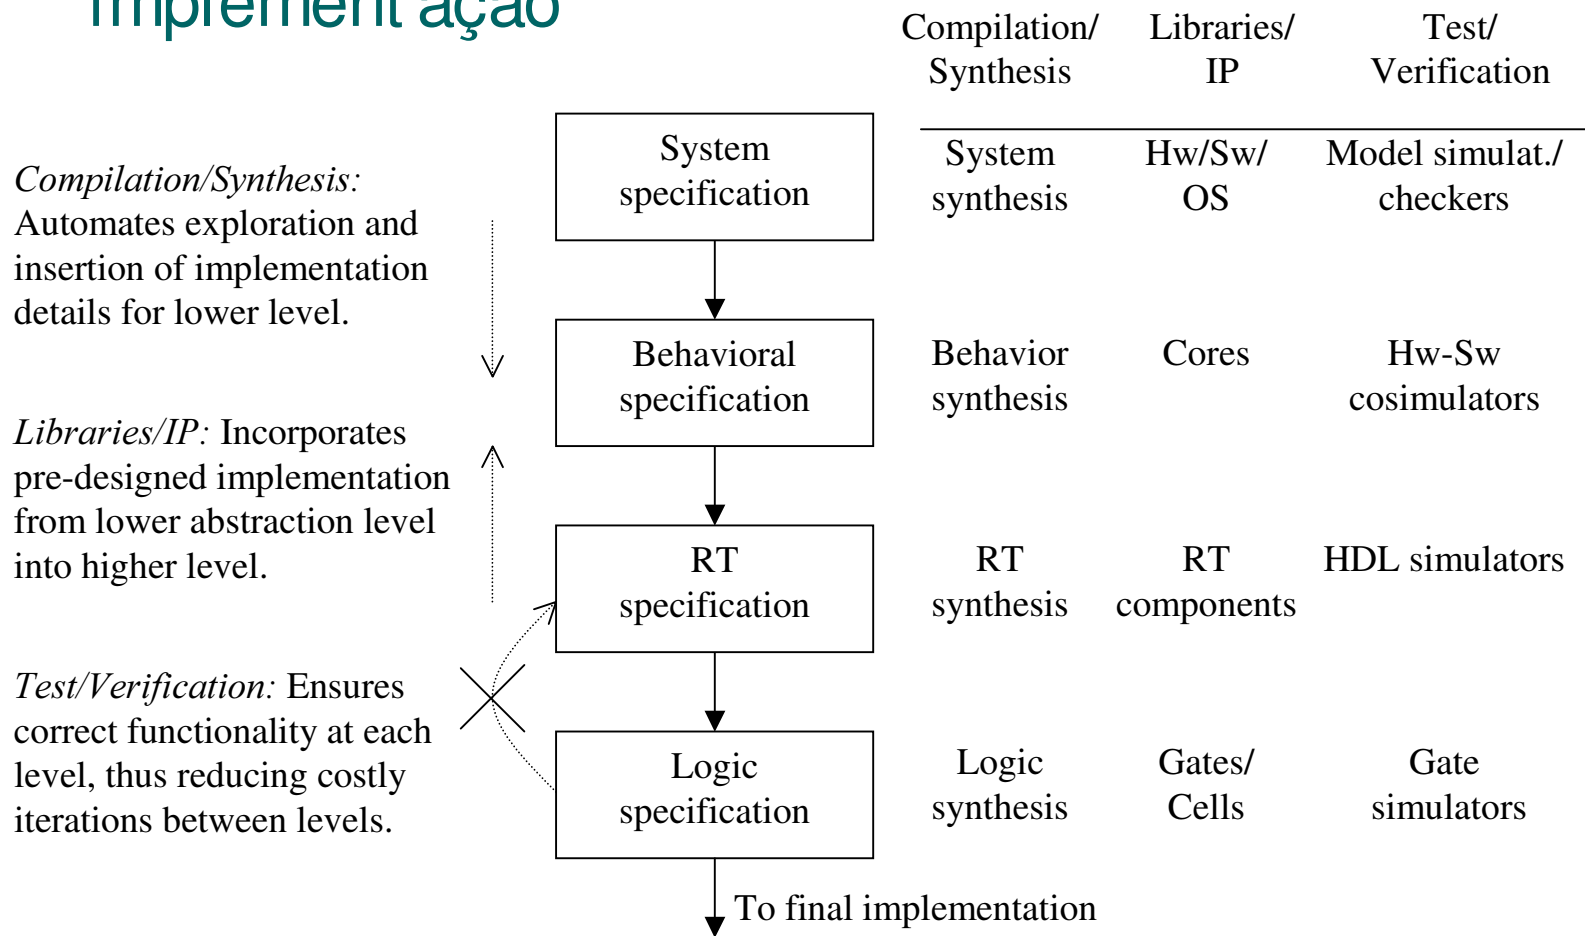 Implement ação
Compilation/
Synthesis
Libraries/
IP
Test/
Verification
Compilation/Synthesis:
Automates exploration and
insertion of implementation
details for lower level.
Libraries/IP: Incorporates
pre-designed implementation
from lower abstraction level
into higher level.
Test/Verification: Ensures
correct functionality at each
level, thus reducing costly
iterations between levels.
System
specification
System
synthesis
Hw/Sw/
OS
Model simulat./
checkers
Behavioral
specification
Behavior
synthesis
Cores
Hw-Sw
cosimulators
RT
specification
RT
synthesis
RT
components
HDL simulators
Logic
specification
Logic
synthesis
Gates/
Cells
Gate
simulators
To final implementation